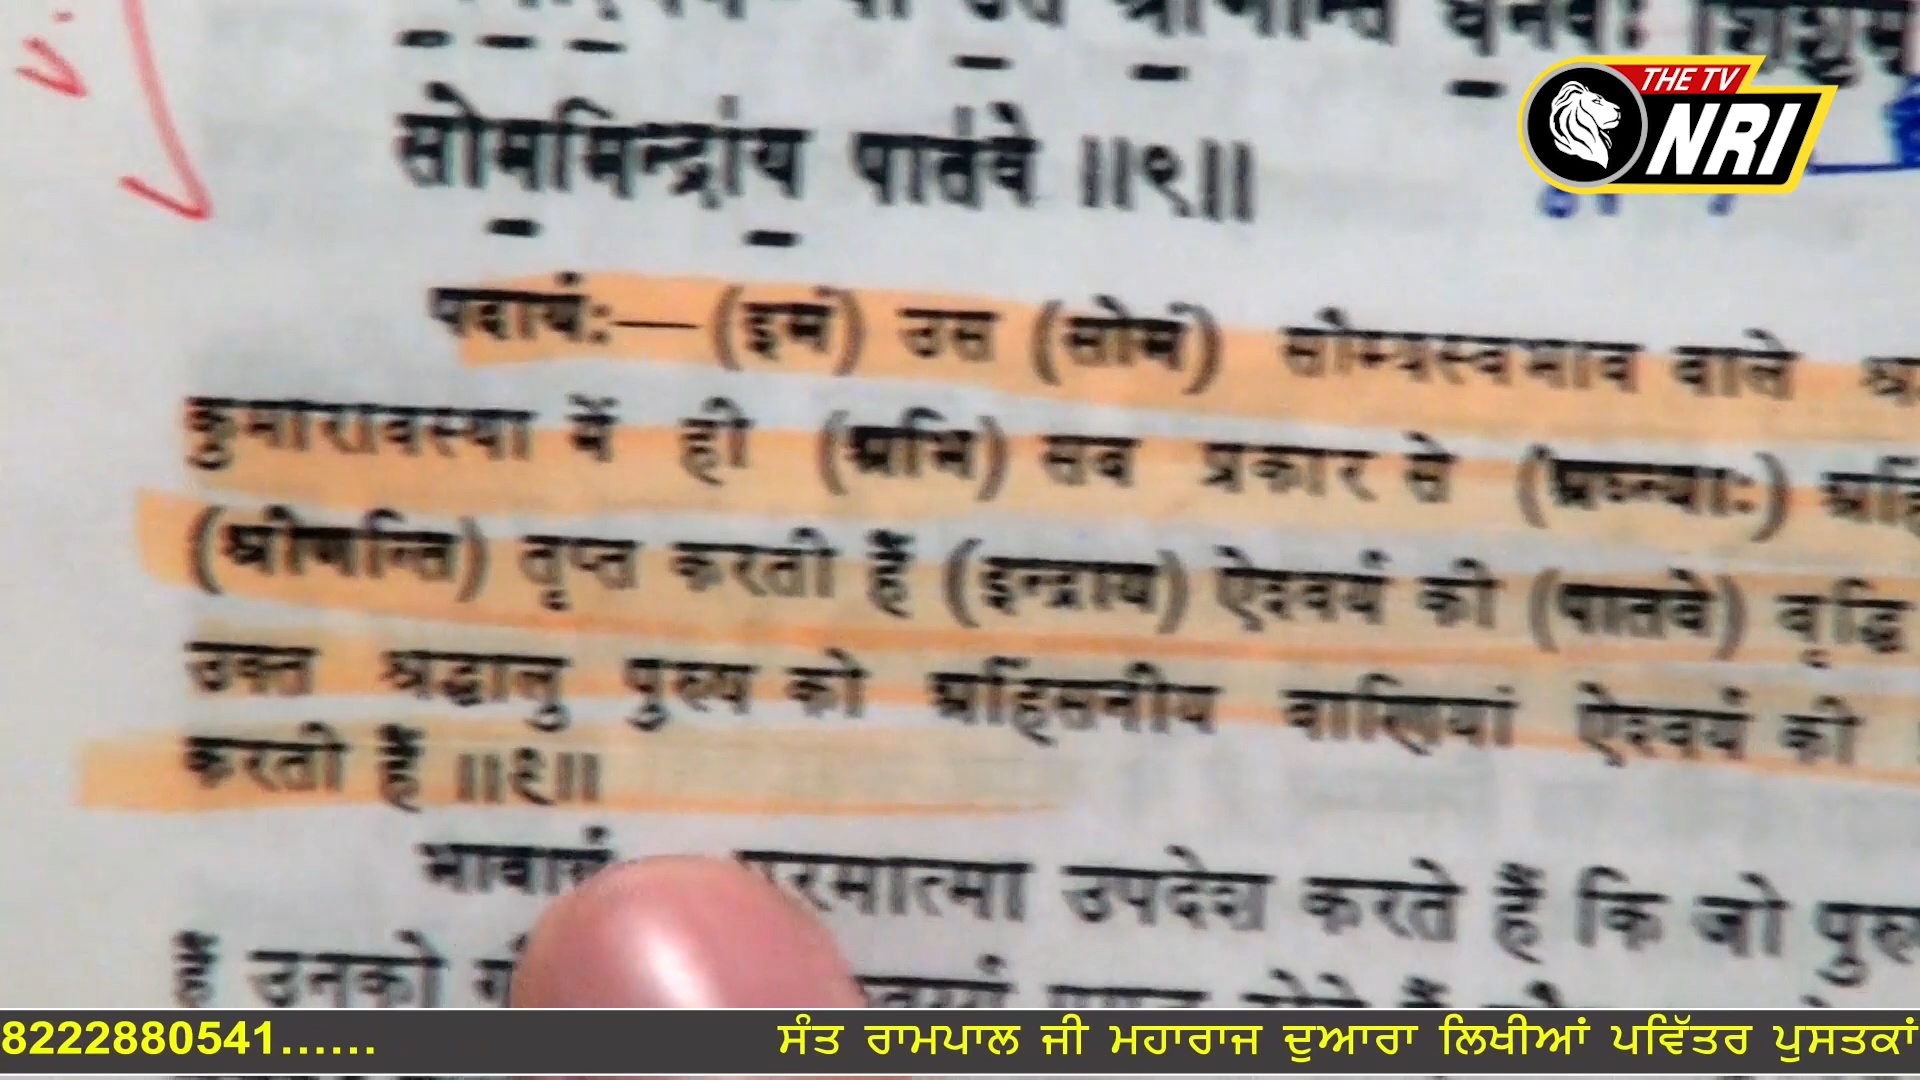 THE TV
NRI
सोममिन्द्राय पातवे ॥९॥
पदार्थः—(इमं) उस (सोमं) सौम्यस्वभाव वाले
कुमारावस्था में ही (अभि) सब प्रकार से (अघ्न्याः)
(श्रीणन्ति) तृप्त करती हैं (इन्द्राय) ऐश्वर्य की (पातवे) वृद्धि
उक्त श्रद्धालु पुरुष को अहिंसनीय वाणियां ऐश्वर्य की
करती हैं ॥९॥
भावार्थ परमात्मा उपदेश करते हैं कि जो
हैं उनको
8222880541...... ਸੰਤ ਰਾਮਪਾਲ ਜੀ ਮਹਾਰਾਜ ਦੁਆਰਾ ਲਿਖੀਆਂ ਪਵਿੱਤਰ ਪੁਸਤਕਾਂ